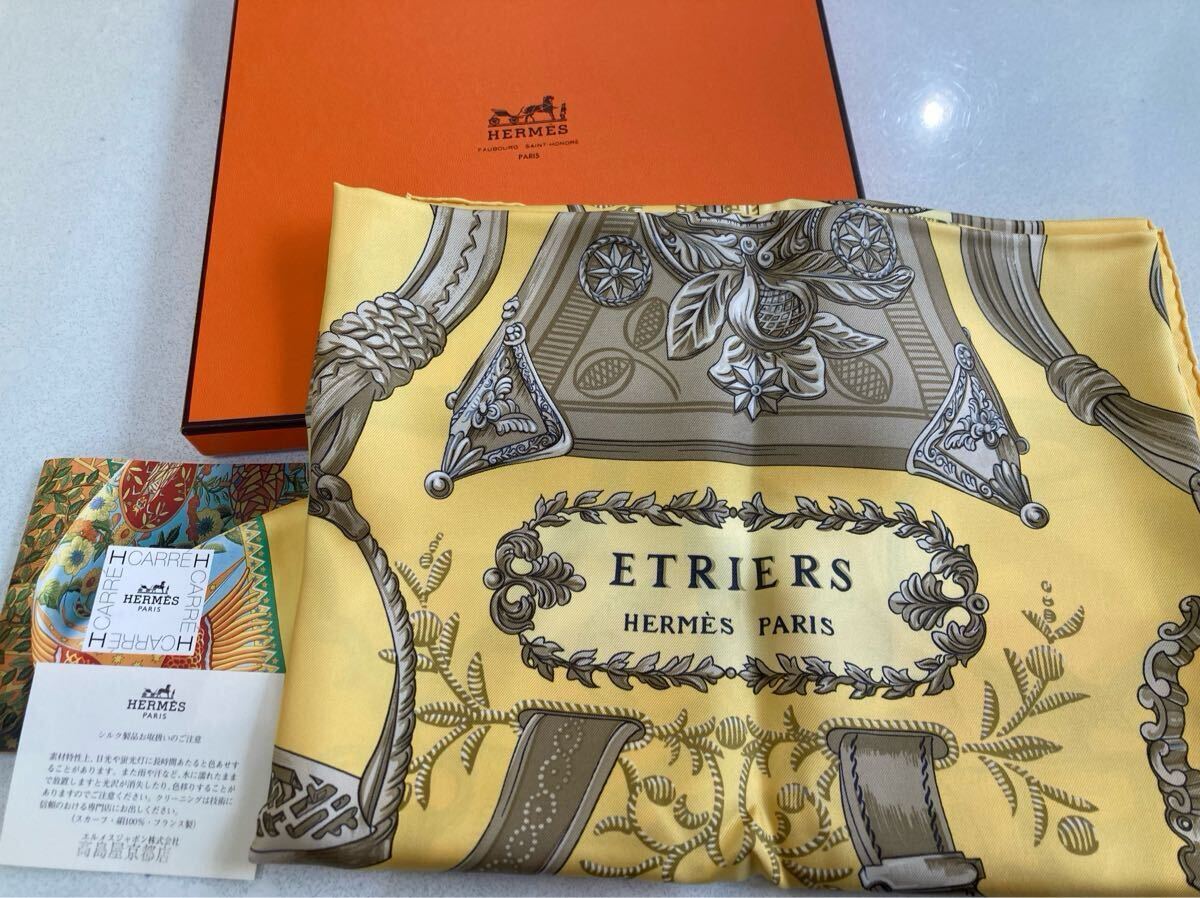 HERMÈS
FAUBOURG SAINT-HONORÉ
PARIS
ETRIERS
HERMÈS PARIS
HCARRÉH
CARRÉ
CARRÉ
HCARRÉH
HERMÈS
PARIS
HERMÈS
PARIS
シルク製品お取扱いのご注意
素材特性上、日光や蛍光灯に長時間あたると色あせす
ることがあります。また雨や汗など、水に濡れたまま
で放置しますと光沢が消失したり、色移りすることが
ありますのでご注意ください。クリーニングは技術に
信頼のおける専門店にお出しください。
(スカーフ・絹100%・フランス製)
エルメスジャポン株式会社
高島屋京都店